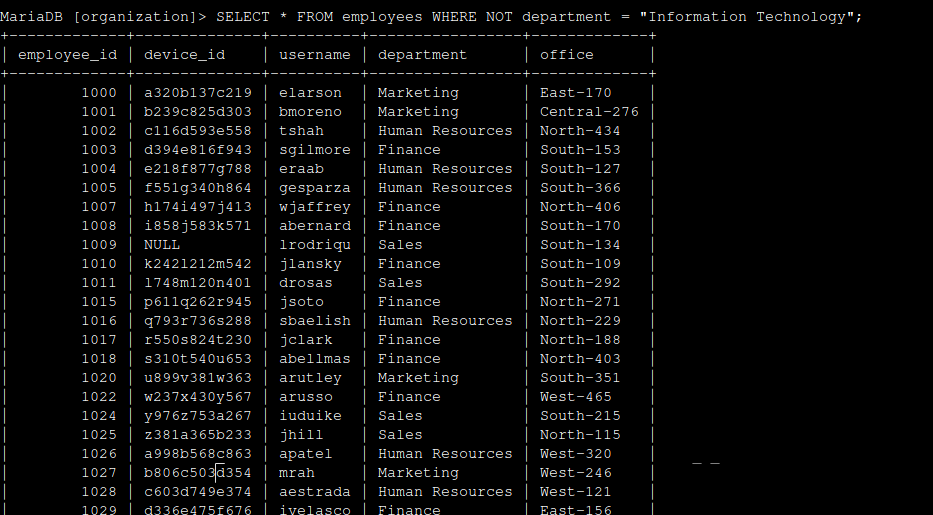 MariaDB [organization]> SELECT * FROM employees WHERE NOT department = "Information Technology";
+-------------+--------------+----------+-----------------+-------------+
| employee_id | device_id    | username | department      | office      |
+-------------+--------------+----------+-----------------+-------------+
|        1000 | a320b137c219 | elarson  | Marketing       | East-170    |
|        1001 | b239c825d303 | bmoreno  | Marketing       | Central-276 |
|        1002 | c116d593e558 | tshah    | Human Resources | North-434   |
|        1003 | d394e816f943 | sgilmore | Finance         | South-153   |
|        1004 | e218f877g788 | eraab    | Human Resources | South-127   |
|        1005 | f551g340h864 | gesparza | Human Resources | South-366   |
|        1007 | h174i497j413 | wjaffrey | Finance         | North-406   |
|        1008 | i858j583k571 | abernard | Finance         | South-170   |
|        1009 | NULL         | lrodriqu | Sales           | South-134   |
|        1010 | k242l212m542 | jlansky  | Finance         | South-109   |
|        1011 | l748m120n401 | drosas   | Sales           | South-292   |
|        1015 | p611q262r945 | jsoto    | Finance         | North-271   |
|        1016 | q793r736s288 | sbaelish | Human Resources | North-229   |
|        1017 | r550s824t230 | jclark   | Finance         | North-188   |
|        1018 | s310t540u653 | abellmas | Finance         | North-403   |
|        1020 | u899v381w363 | arutley  | Marketing       | South-351   |
|        1022 | w237x430y567 | arusso   | Finance         | West-465    |
|        1024 | y976z753a267 | iuduike  | Sales           | South-215   |
|        1025 | z381a365b233 | jhill    | Sales           | North-115   |
|        1026 | a998b568c863 | apatel   | Human Resources | West-320    |
|        1027 | b806c503d354 | mrah     | Marketing       | West-246    |
|        1028 | c603d749e374 | aestrada | Human Resources | West-121    |
|        1029 | d336e475f676 | ivelasco | Finance         | East-156    |